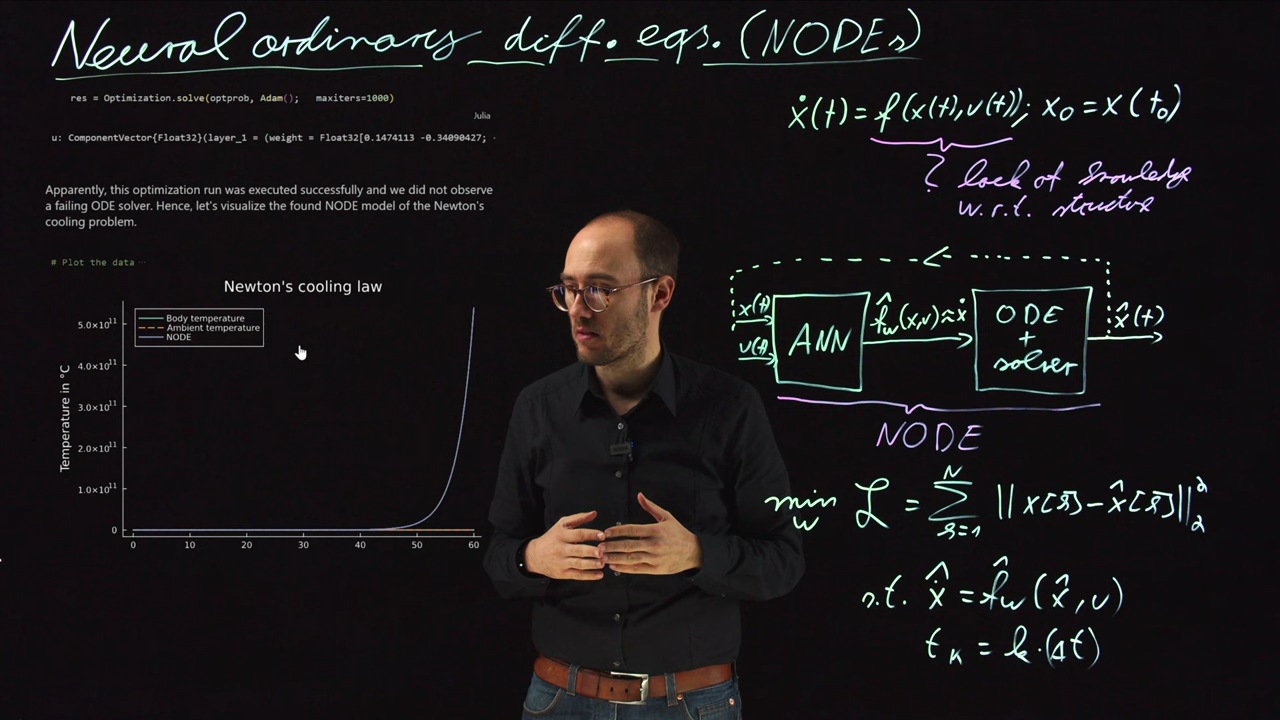 Neural ordinary diff. eqs. (NODEs)
res = Optimization.solve(optprob, Adam(); maxiters=1000)
Julia
u: ComponentVector{Float32}(layer_1 = (weight = Float32[0.1474113 -0.34090427;
Apparently, this optimization run was executed successfully and we did not observe
a failing ODE solver. Hence, let's visualize the found NODE model of the Newton's
cooling problem.
# Plot the data ...
Newton's cooling law
Body temperature
Ambient temperature
NODE
Temperature in °C
5.0×10¹¹
4.0×10¹¹
3.0×10¹¹
2.0×10¹¹
1.0×10¹¹
0
0 10 20 30 40 50 60
ẋ(t) = f(x(t),u(t)); x₀ = x(t₀)
? lack of knowledge
w.r.t. structure
x(t)
u(t)
ANN
f̂_w(x,u) ≈ ẋ
ODE
+
solver
x̂(t)
NODE
min_w ℒ = ∑_{k=1}^{N} ||x[k] - x̂[k]||₂²
s.t. ẋ̂ = f̂_w(x̂,u)
t_k = k·(Δt)